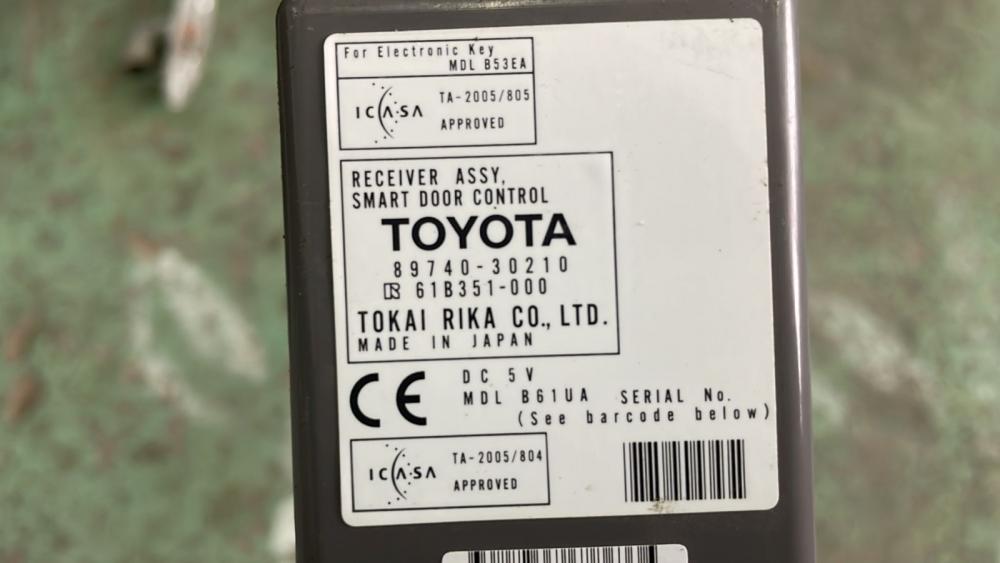 For Electronic Key
MDL B53EA
ICASA
TA-2005/805
APPROVED
RECEIVER ASSY,
SMART DOOR CONTROL
TOYOTA
89740-30210
R 61B351-000
TOKAI RIKA CO., LTD.
MADE IN JAPAN
CE
DC 5V
MDL B61UA SERIAL No.
(See barcode below)
ICASA
TA-2005/804
APPROVED